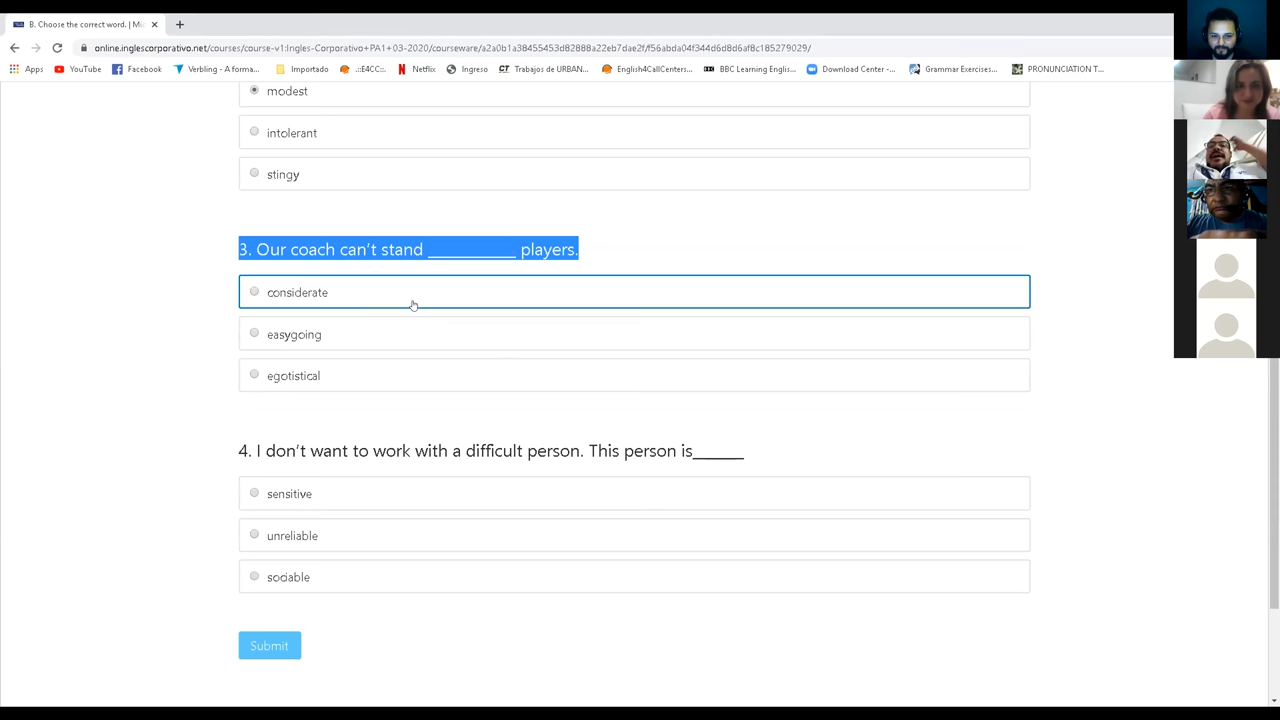 B. Choose the correct word. | Mi
online.inglescorporativo.net/courses/course-v1:Ingles-Corporativo+PA1+03-2020/courseware/a2a0b1a38455453d82888a22eb7dae2f/f56abda04f344d6d8d6af8c185279029/
Apps YouTube Facebook Verbling - A forma... Importado .::E4CC::. Netflix Ingreso Trabajos de URBAN... English4CallCenters... BBC Learning Englis... Download Center -... Grammar Exercises... PRONUNCIATION T...
modest
intolerant
stingy
3. Our coach can't stand ___________ players.
considerate
easygoing
egotistical
4. I don't want to work with a difficult person. This person is______
sensitive
unreliable
sociable
Submit